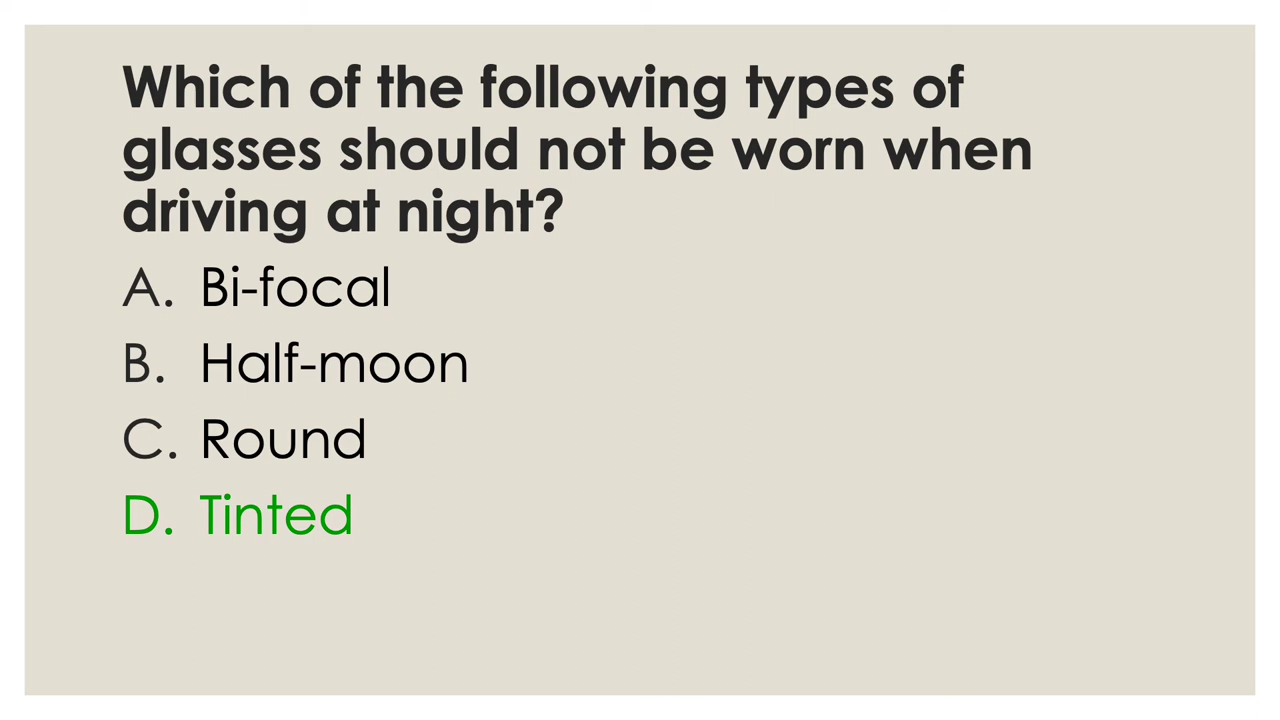 Which of the following types of
glasses should not be worn when
driving at night?
A. Bi-focal
B. Half-moon
C. Round
D. Tinted